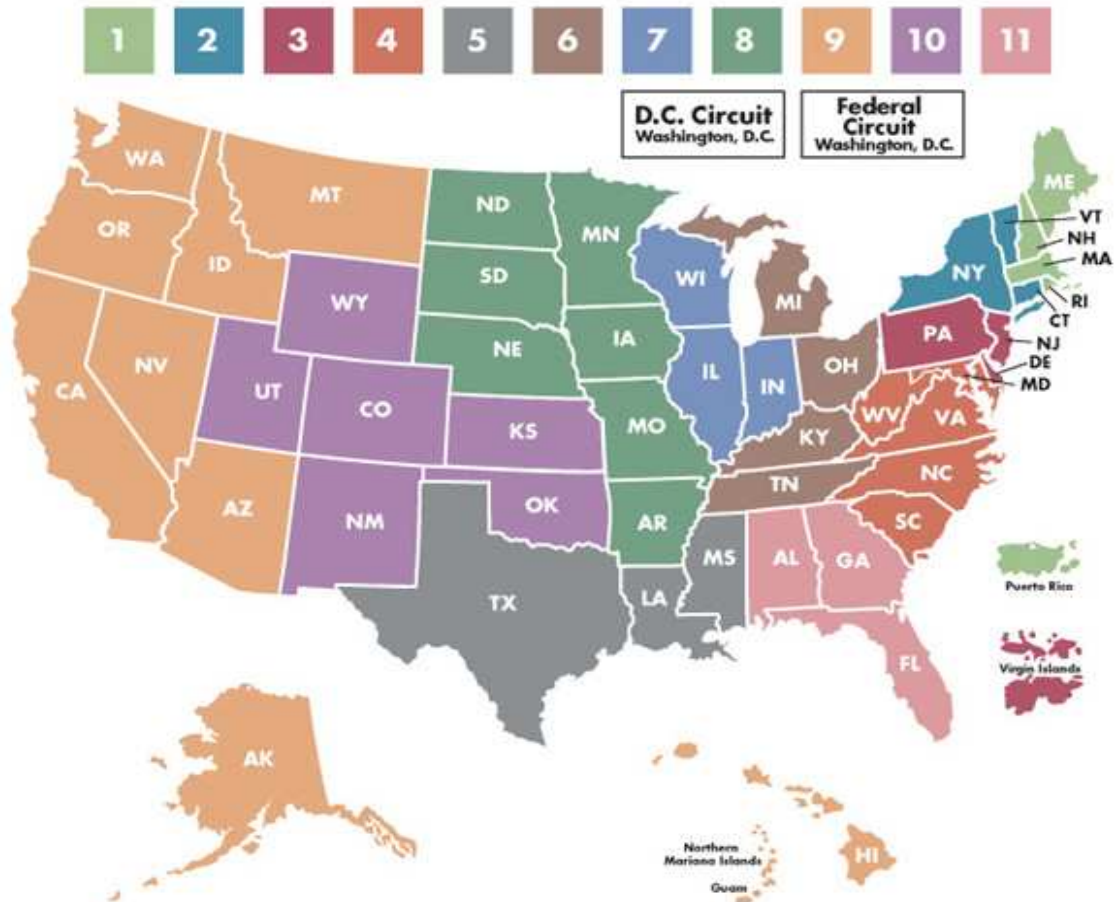 1 2 3 4 5 6 7 8 9 10 11
D.C. Circuit
Washington, D.C.
Federal
Circuit
Washington, D.C.
WA
MT
ND
MN
ME
VT
OR
ID
NH
MA
SD
WI
NY
WY
MI
RI
CT
NE
IA
PA
NJ
NV
OH
DE
MD
CA
UT
CO
IL
IN
WV
VA
KS
MO
KY
AZ
NM
OK
TN
NC
AR
SC
MS
AL
GA
Puerto Rico
TX
LA
FL
Virgin Islands
AK
Northern
Mariana Islands
HI
Guam